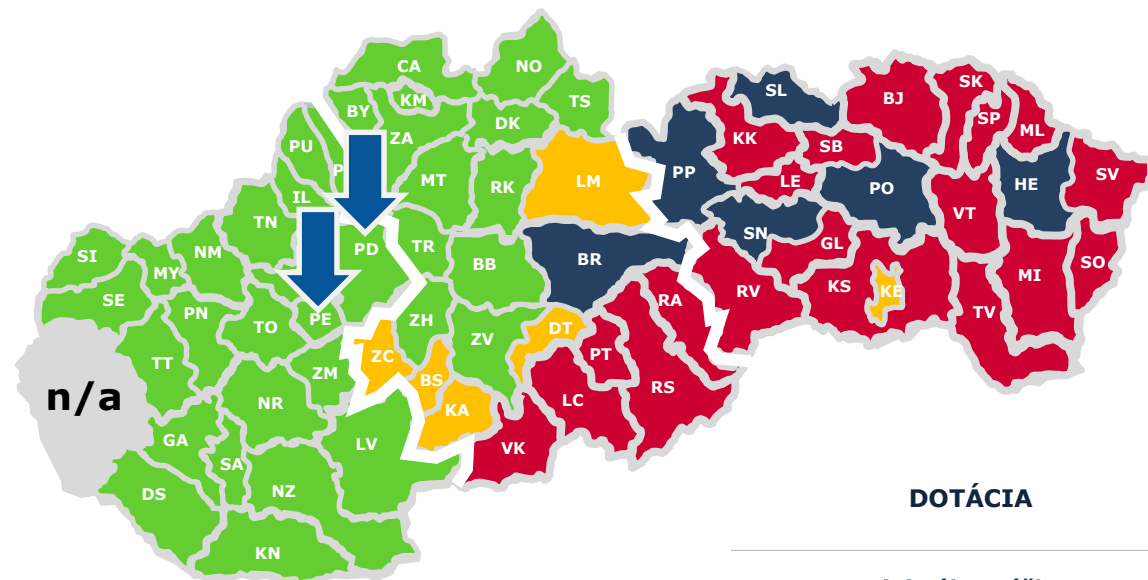 CA
NO
KM
BY
TS
ZA
DK
PU
P
MT
RK
LM
IL
TN
TR
PD
BB
BR
SI
MY
NM
SE
PN
TO
PE
ZH
ZV
DT
TT
ZM
ZC
BS
KA
n/a
NR
GA
SA
LV
DS
NZ
KN
VK
LC
PT
RS
RA
RV
SL
BJ
SK
SP
ML
KK
SB
PP
LE
PO
HE
SV
VT
SN
GL
KS
KE
MI
SO
TV
DOTÁCIA